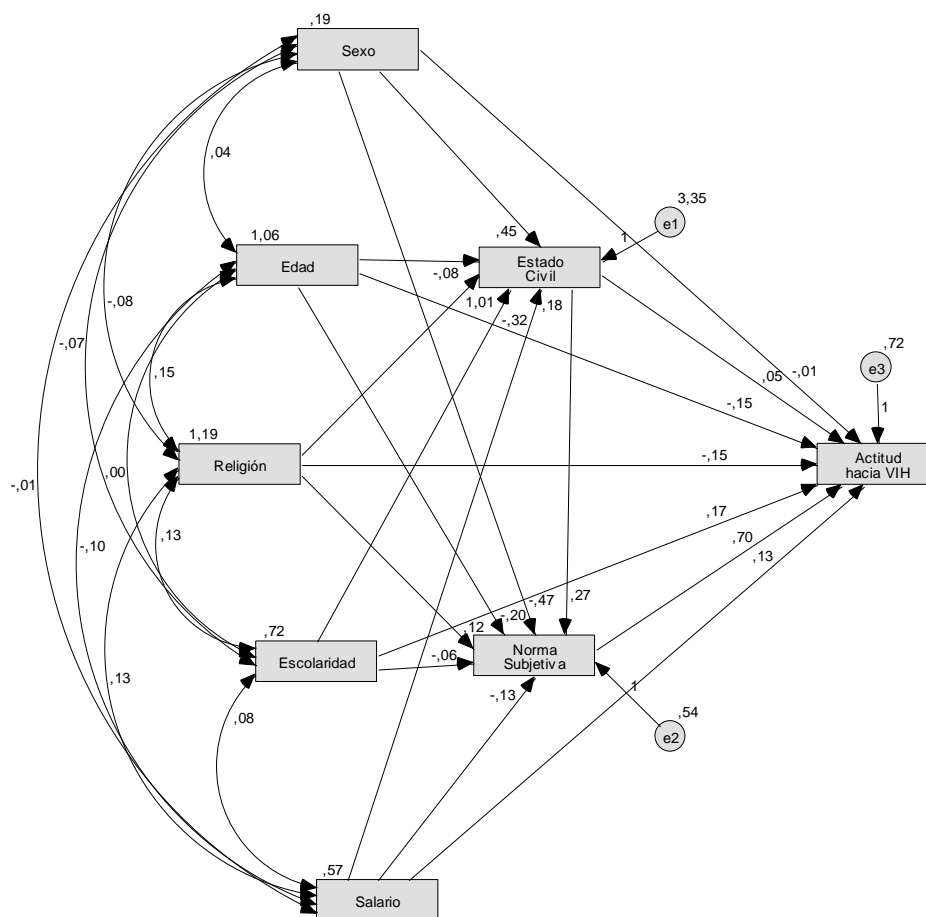 ,19
Sexo
,04
3,35
e1
,45
1
1,06
Edad
-,08
Estado
Civil
1,01
-,32
,18
-,08
-,07
,15
,72
e3
-,01
,05
1
-,15
1,19
Religión
-,15
Actitud
hacia VIH
-,01
,00
,13
,17
-,10
,70
,13
-,47
,27
-,20
,12
,72
Escolaridad
-,06
Norma
Subjetiva
,13
-,13
1
,08
,54
e2
,57
Salario